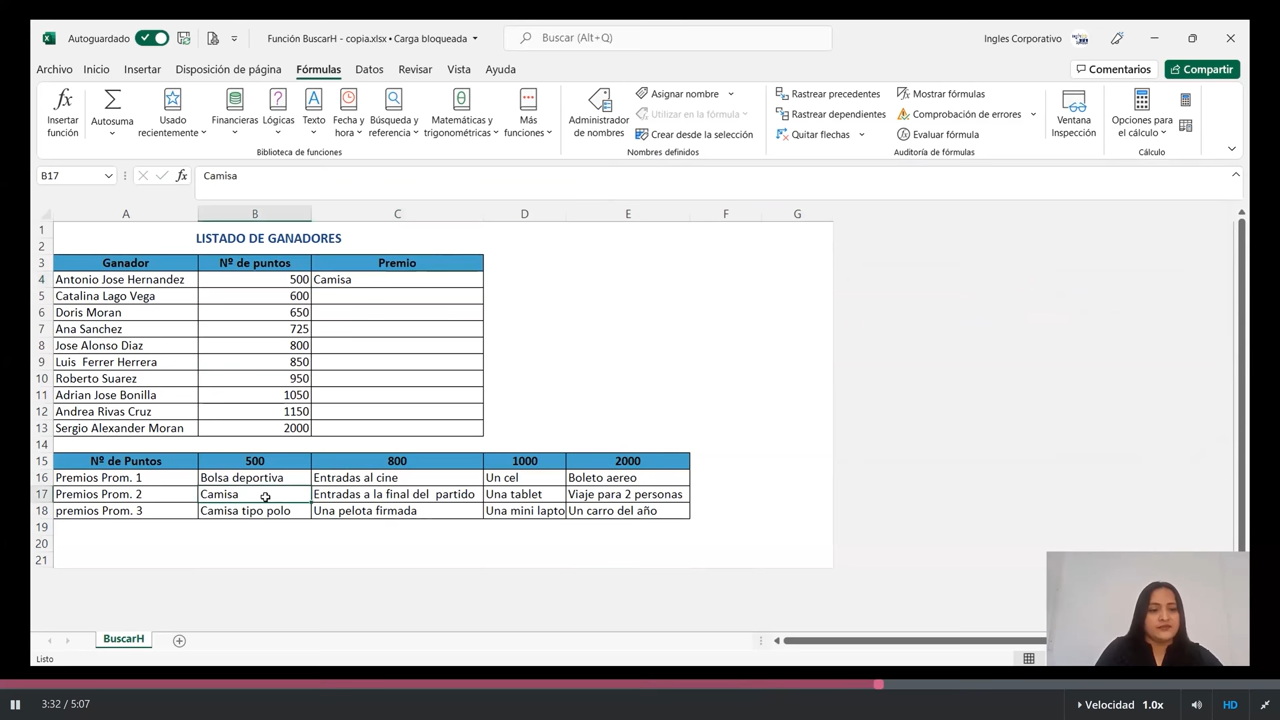 Autoguardado
Función BuscarH - copia.xlsx • Carga bloqueada
Buscar (Alt+Q)
Ingles Corporativo
Archivo Inicio Insertar Disposición de página Fórmulas Datos Revisar Vista Ayuda
Comentarios Compartir
Insertar función
Autosuma
Usado recientemente
Financieras
Lógicas
Texto
Fecha y hora
Búsqueda y referencia
Matemáticas y trigonométricas
Más funciones
Biblioteca de funciones
Administrador de nombres
Asignar nombre
Utilizar en la fórmula
Crear desde la selección
Nombres definidos
Rastrear precedentes
Rastrear dependientes
Quitar flechas
Mostrar fórmulas
Comprobación de errores
Evaluar fórmula
Auditoría de fórmulas
Ventana Inspección
Opciones para el cálculo
Cálculo
B17 fx Camisa
A B C D E F G
1
2 LISTADO DE GANADORES
3 Ganador Nº de puntos Premio
4 Antonio Jose Hernandez 500 Camisa
5 Catalina Lago Vega 600
6 Doris Moran 650
7 Ana Sanchez 725
8 Jose Alonso Diaz 800
9 Luis Ferrer Herrera 850
10 Roberto Suarez 950
11 Adrian Jose Bonilla 1050
12 Andrea Rivas Cruz 1150
13 Sergio Alexander Moran 2000
14
15 Nº de Puntos 500 800 1000 2000
16 Premios Prom. 1 Bolsa deportiva Entradas al cine Un cel Boleto aereo
17 Premios Prom. 2 Camisa Entradas a la final del partido Una tablet Viaje para 2 personas
18 premios Prom. 3 Camisa tipo polo Una pelota firmada Una mini lapto Un carro del año
19
20
21
BuscarH
Listo
3:32 / 5:07
Velocidad 1.0x HD